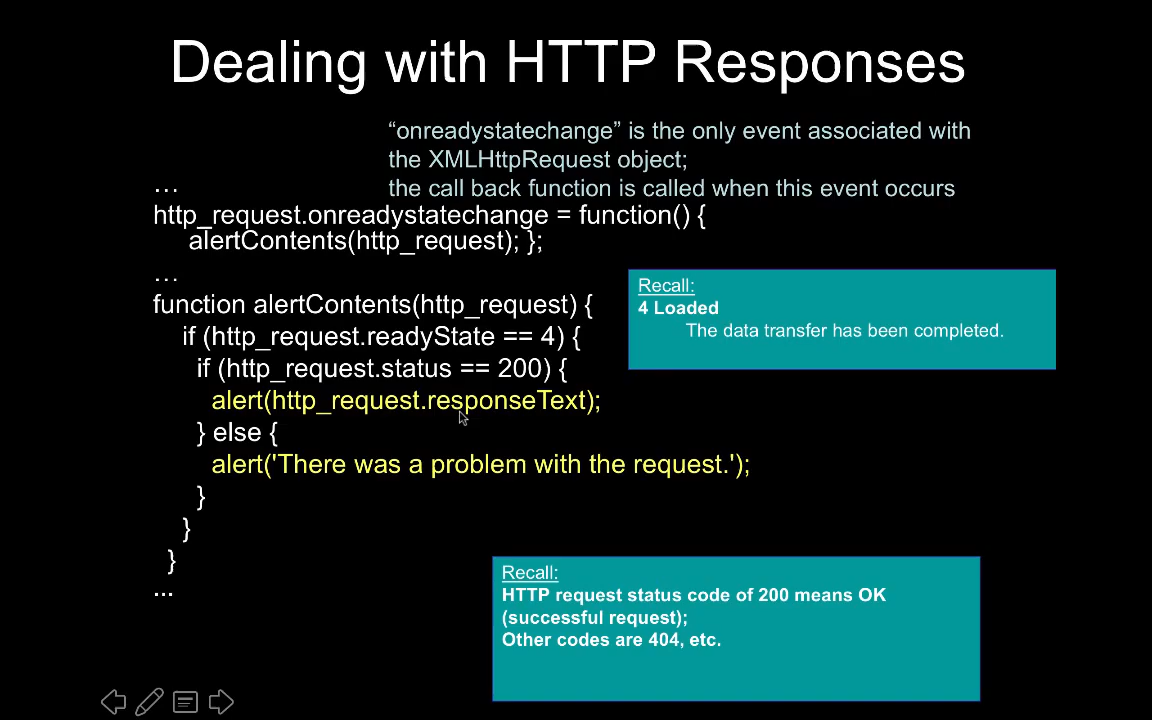 Dealing with HTTP Responses
“onreadystatechange” is the only event associated with
the XMLHttpRequest object;
the call back function is called when this event occurs
…
http_request.onreadystatechange = function() {
alertContents(http_request); };
…
function alertContents(http_request) {
if (http_request.readyState == 4) {
if (http_request.status == 200) {
alert(http_request.responseText);
} else {
alert('There was a problem with the request.');
}
}
}
...
Recall:
4 Loaded
The data transfer has been completed.
Recall:
HTTP request status code of 200 means OK
(successful request);
Other codes are 404, etc.